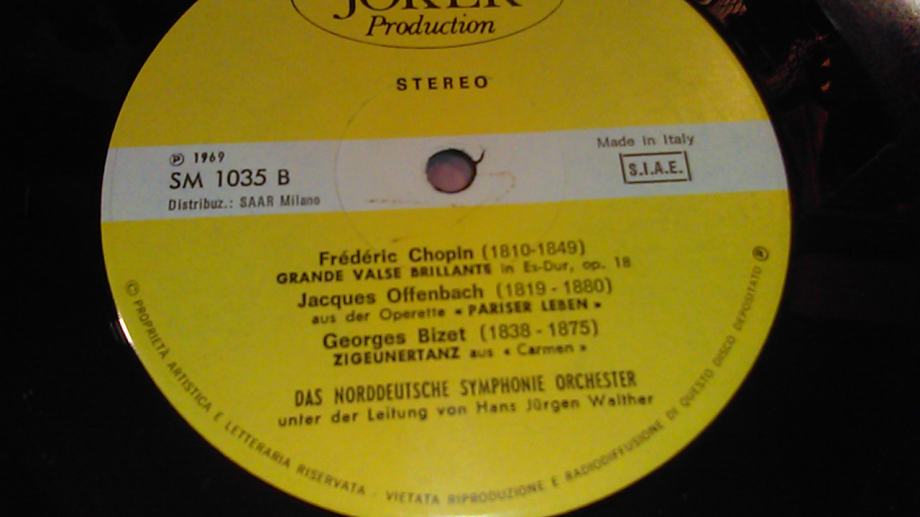 JOKER
Production
STEREO
Ⓟ 1969
SM 1035 B
Distribuz.: SAAR Milano
Made in Italy
S.I.A.E.
Frédéric Chopin (1810-1849)
GRANDE VALSE BRILLANTE in Es-Dur, op. 18
Jacques Offenbach (1819 - 1880)
aus der Operette « PARISER LEBEN »
Georges Bizet (1838 - 1875)
ZIGEUNERTANZ aus « Carmen »
DAS NORDDEUTSCHE SYMPHONIE ORCHESTER
unter der Leitung von Hans Jürgen Walther
© PROPRIETÀ ARTISTICA E LETTERARIA RISERVATA - VIETATA RIPRODUZIONE E RADIODIFFUSIONE DI QUESTO DISCO DEPOSITATO Ⓟ